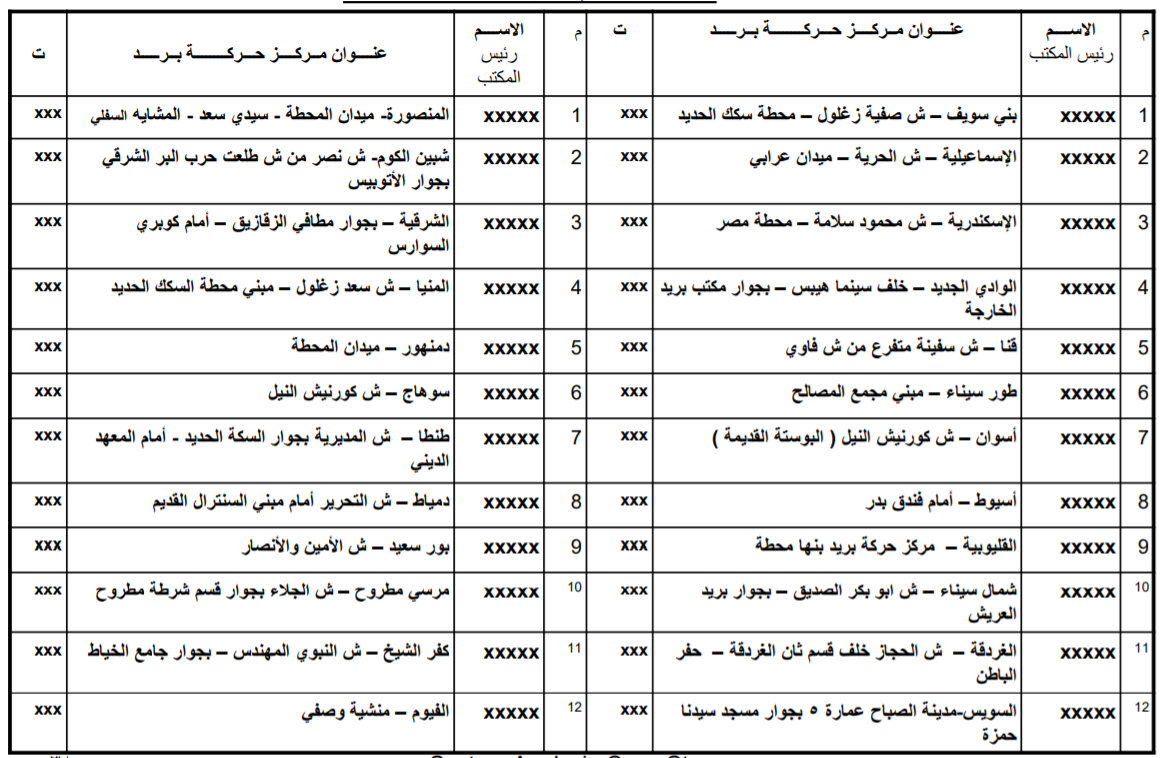 م الاســـم رئيس المكتب عنــوان مـركـــز حــركــــــة بـريـــد ت م الاســـم رئيس المكتب عنــوان مـركـــز حــركــــــة بـريـــد ت
1 xxxxx بني سويف – ش صفية زغلول – محطة سكك الحديد xxx 1 xxxxx المنصورة- ميدان المحطة - سيدي سعد - المشايه السفلي xxx
2 xxxxx الإسماعيلية – ش الحرية – ميدان عرابي xxx 2 xxxxx شبين الكوم- ش نصر من ش طلعت حرب البر الشرقي
بجوار الأتوبيس xxx
3 xxxxx الإسكندرية – ش محمود سلامة – محطة مصر xxx 3 xxxxx الشرقية – بجوار مطافي الزقازيق – أمام كوبري
السوارس xxx
4 xxxxx الوادي الجديد – خلف سينما هيبس – بجوار مكتب بريد
الخارجة xxx 4 xxxxx المنيا – ش سعد زغلول – مبني محطة السكك الحديد xxx
5 xxxxx قنا – ش سفينة متفرع من ش فاوي xxx 5 xxxxx دمنهور – ميدان المحطة xxx
6 xxxxx طور سيناء – مبني مجمع المصالح xxx 6 xxxxx سوهاج – ش كورنيش النيل xxx
7 xxxxx أسوان – ش كورنيش النيل ( البوستة القديمة ) xxx 7 xxxxx طنطا – ش المديرية بجوار السكة الحديد - أمام المعهد
الديني xxx
8 xxxxx أسيوط – أمام فندق بدر xxx 8 xxxxx دمياط – ش التحرير أمام مبني السنترال القديم xxx
9 xxxxx القليوبية – مركز حركة بريد بنها محطة xxx 9 xxxxx بور سعيد – ش الأمين والأنصار xxx
10 xxxxx شمال سيناء – ش ابو بكر الصديق – بجوار بريد
العريش xxx 10 xxxxx مرسي مطروح – ش الجلاء بجوار قسم شرطة مطروح xxx
11 xxxxx الغردقة – ش الحجاز خلف قسم ثان الغردقة – حفر
الباطن xxx 11 xxxxx كفر الشيخ – ش النبوي المهندس – بجوار جامع الخياط xxx
12 xxxxx السويس-مدينة الصباح عمارة ٥ بجوار مسجد سيدنا
حمزة xxx 12 xxxxx الفيوم – منشية وصفي xxx